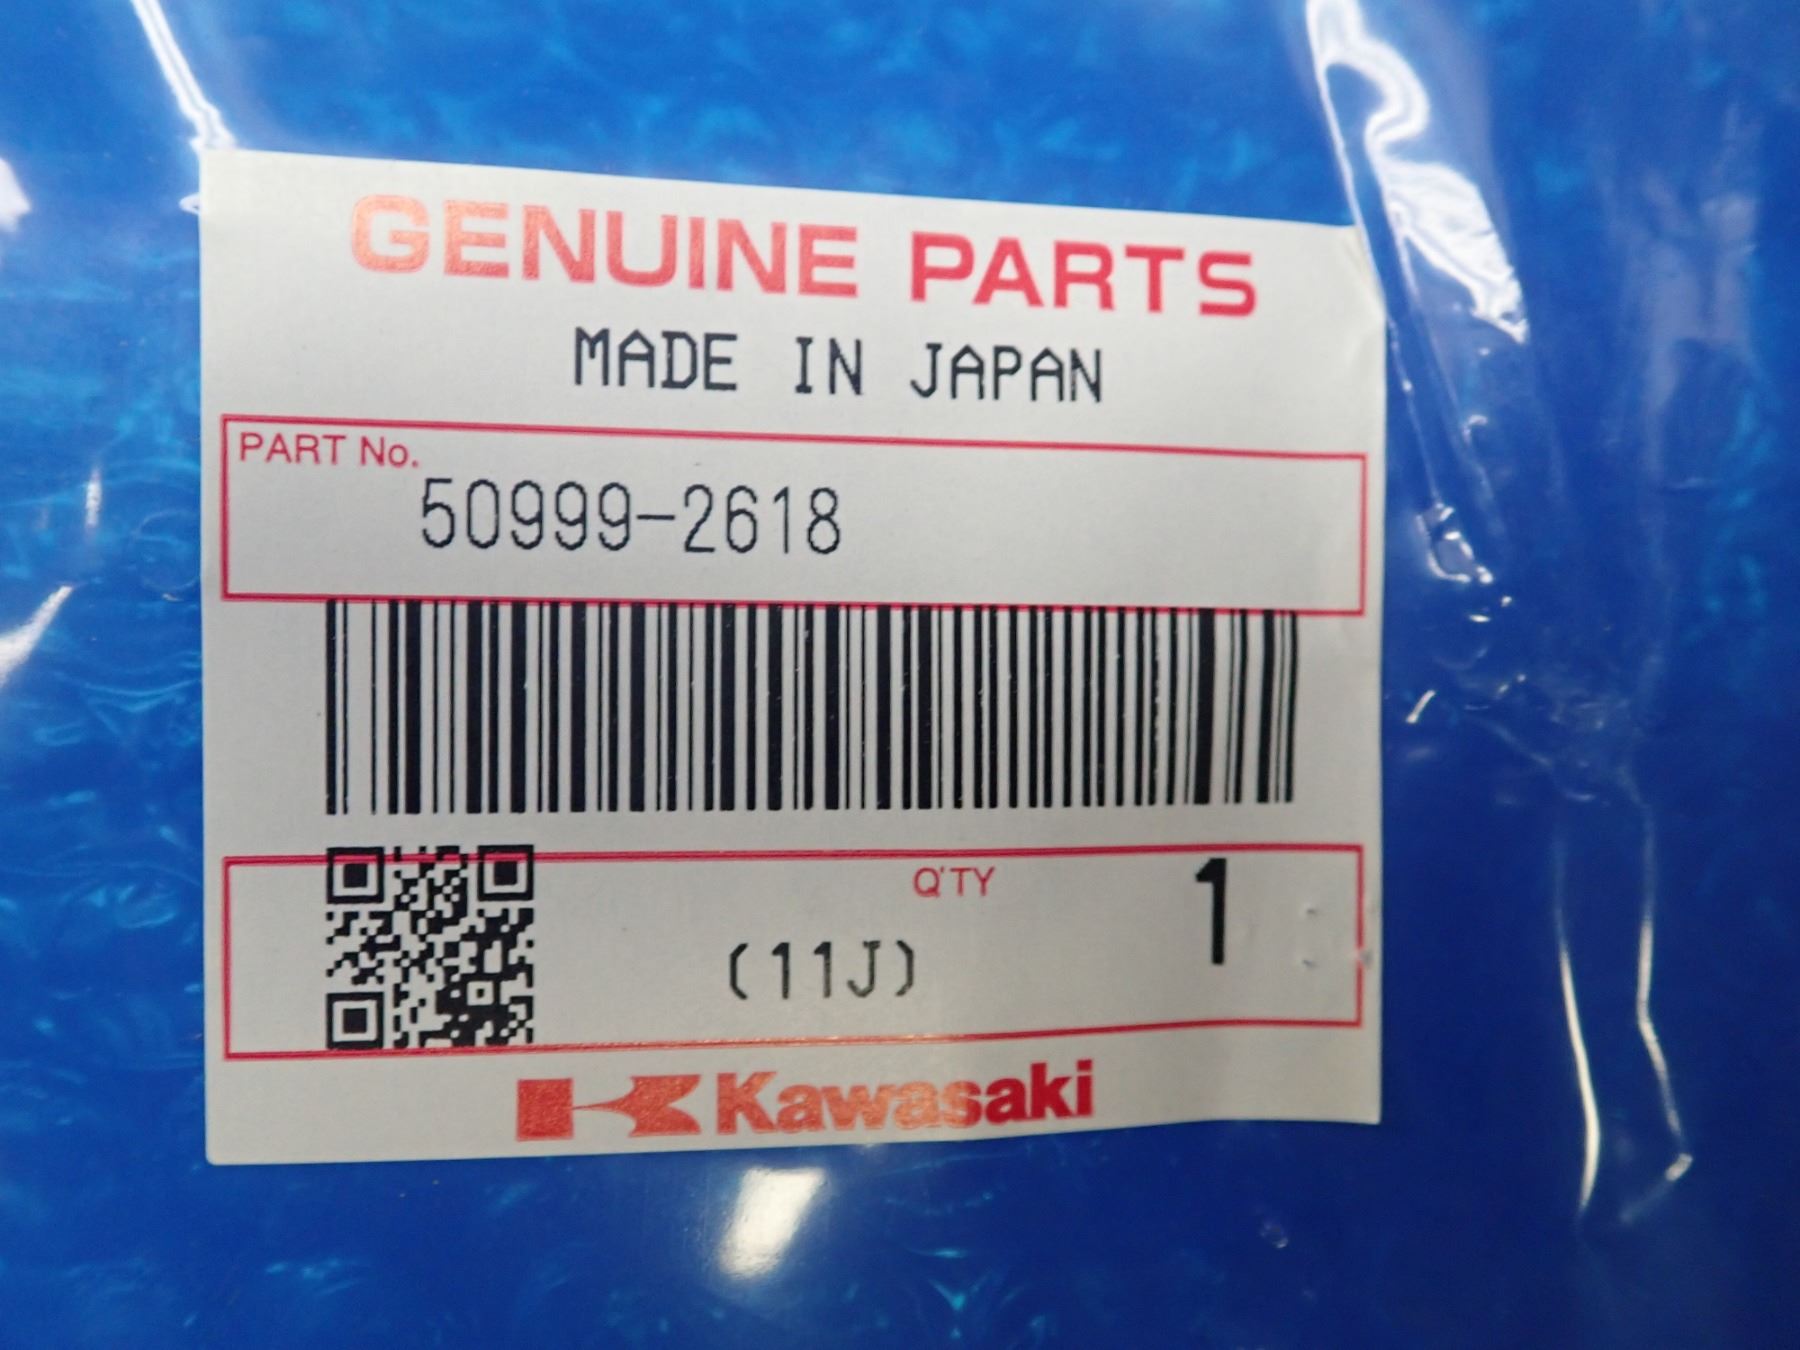 GENUINE PARTS
MADE IN JAPAN
PART No.
50999-2618
Q'TY
1
(11J)
Kawasaki